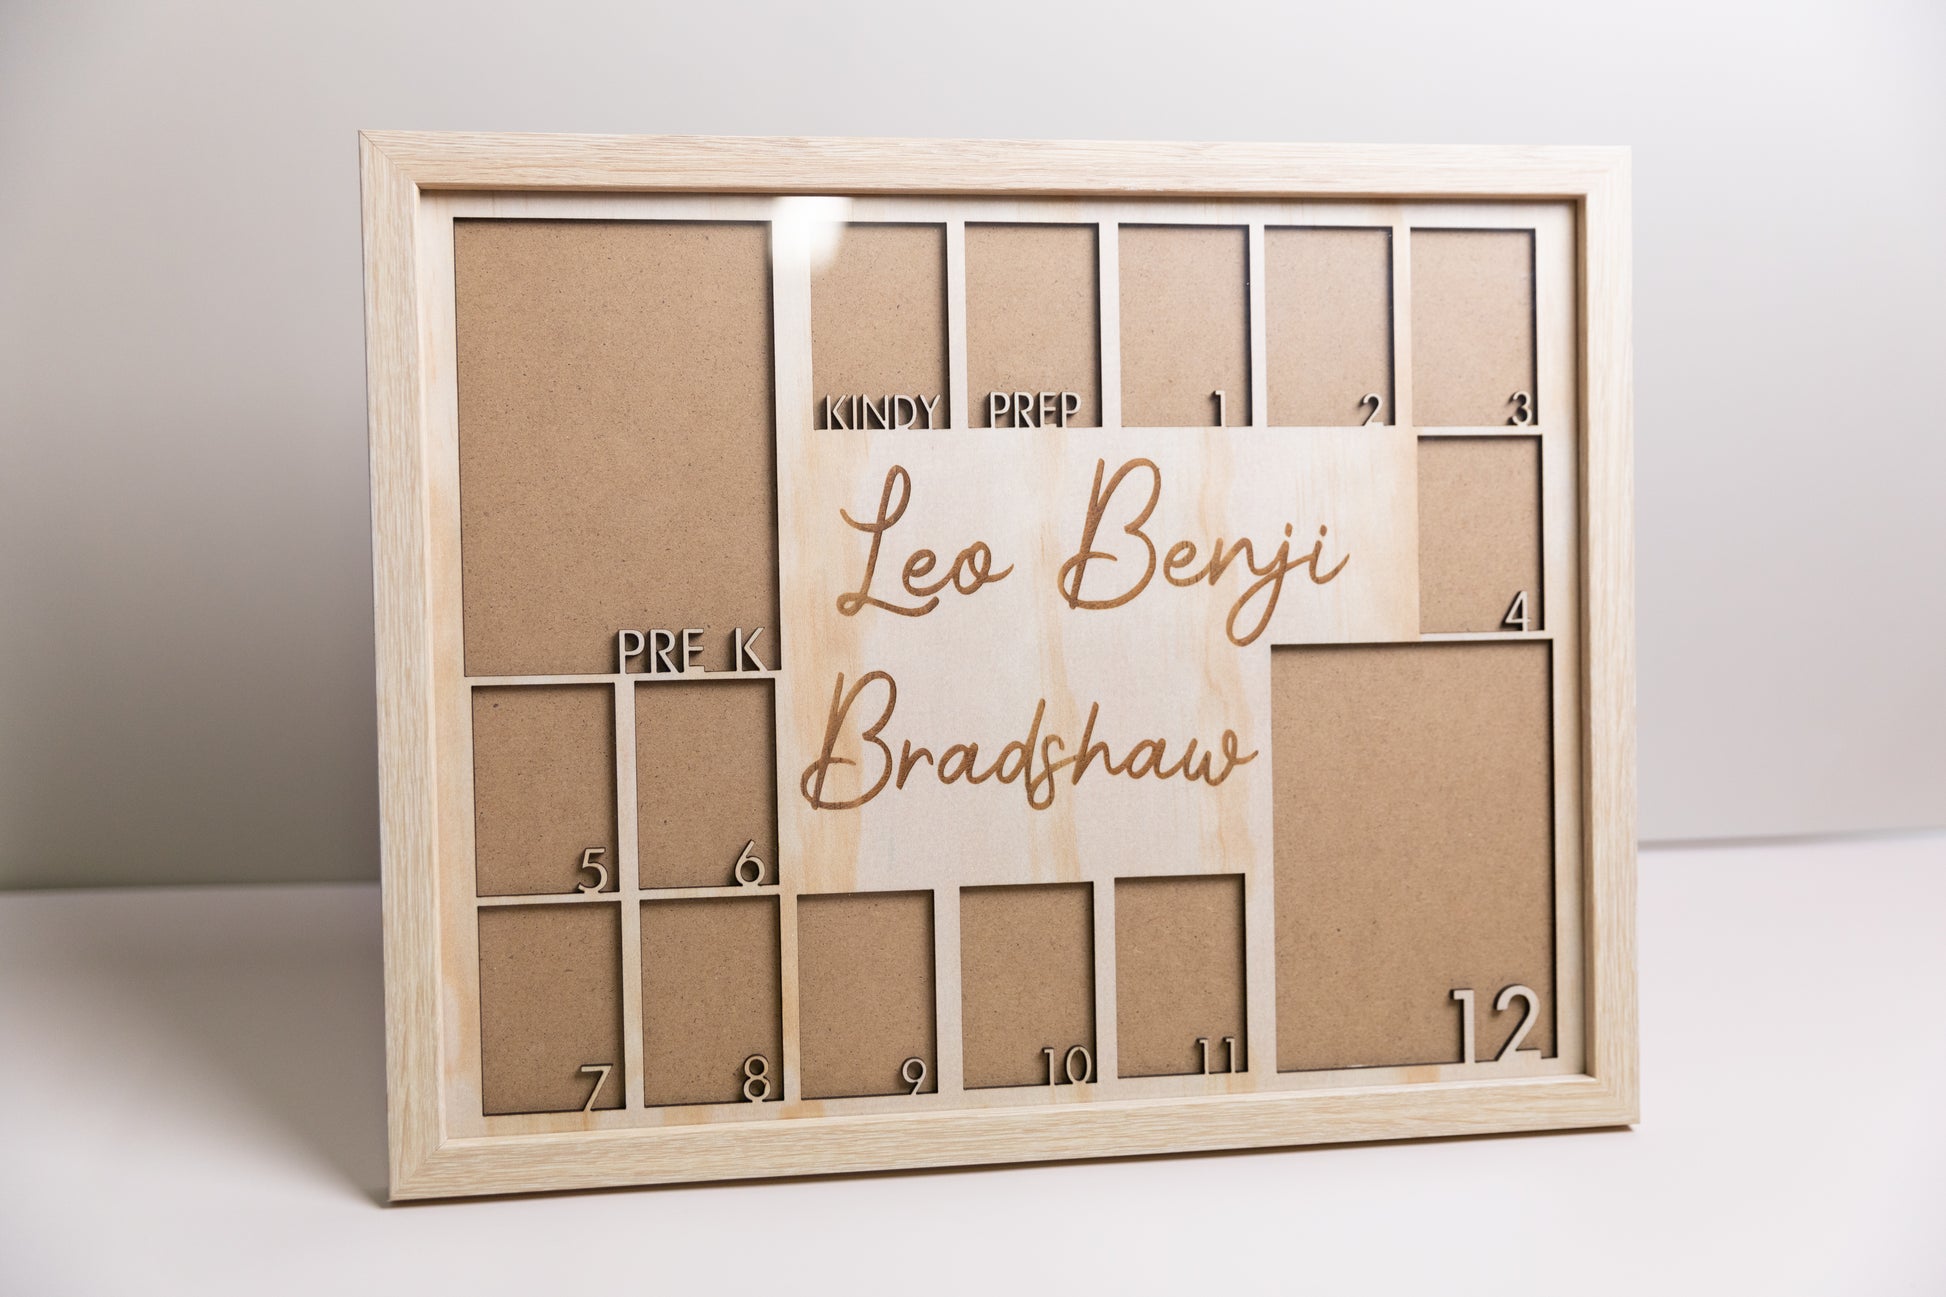 KINDY PREP 1 2 3
Leo Benji
4
PRE K
Bradshaw
5 6
12
7 8 9 10 11